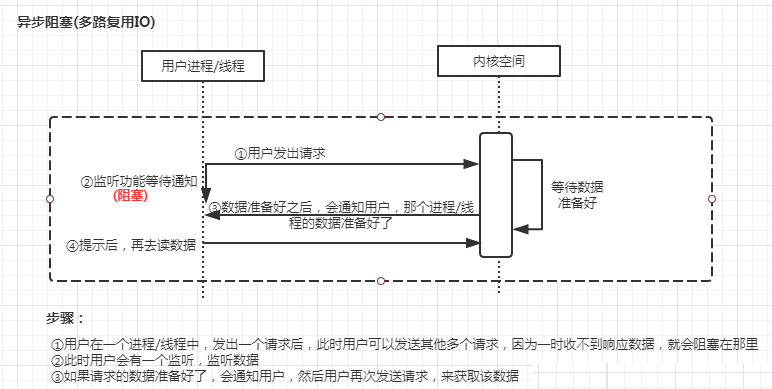 异步阻塞(多路复用IO)
用户进程/线程
内核空间
①用户发出请求
②监听功能等待通知
(阻塞)
等待数据
准备好
③数据准备好之后，会通知用户，那个进程/线
程的数据准备好了
④提示后，再去读数据
步骤：
①用户在一个进程/线程中，发出一个请求后，此时用户可以发送其他多个请求，因为一时收不到响应数据，就会阻塞在那里
②此时用户会有一个监听，监听数据
③如果请求的数据准备好了，会通知用户，然后用户再次发送请求，来获取该数据